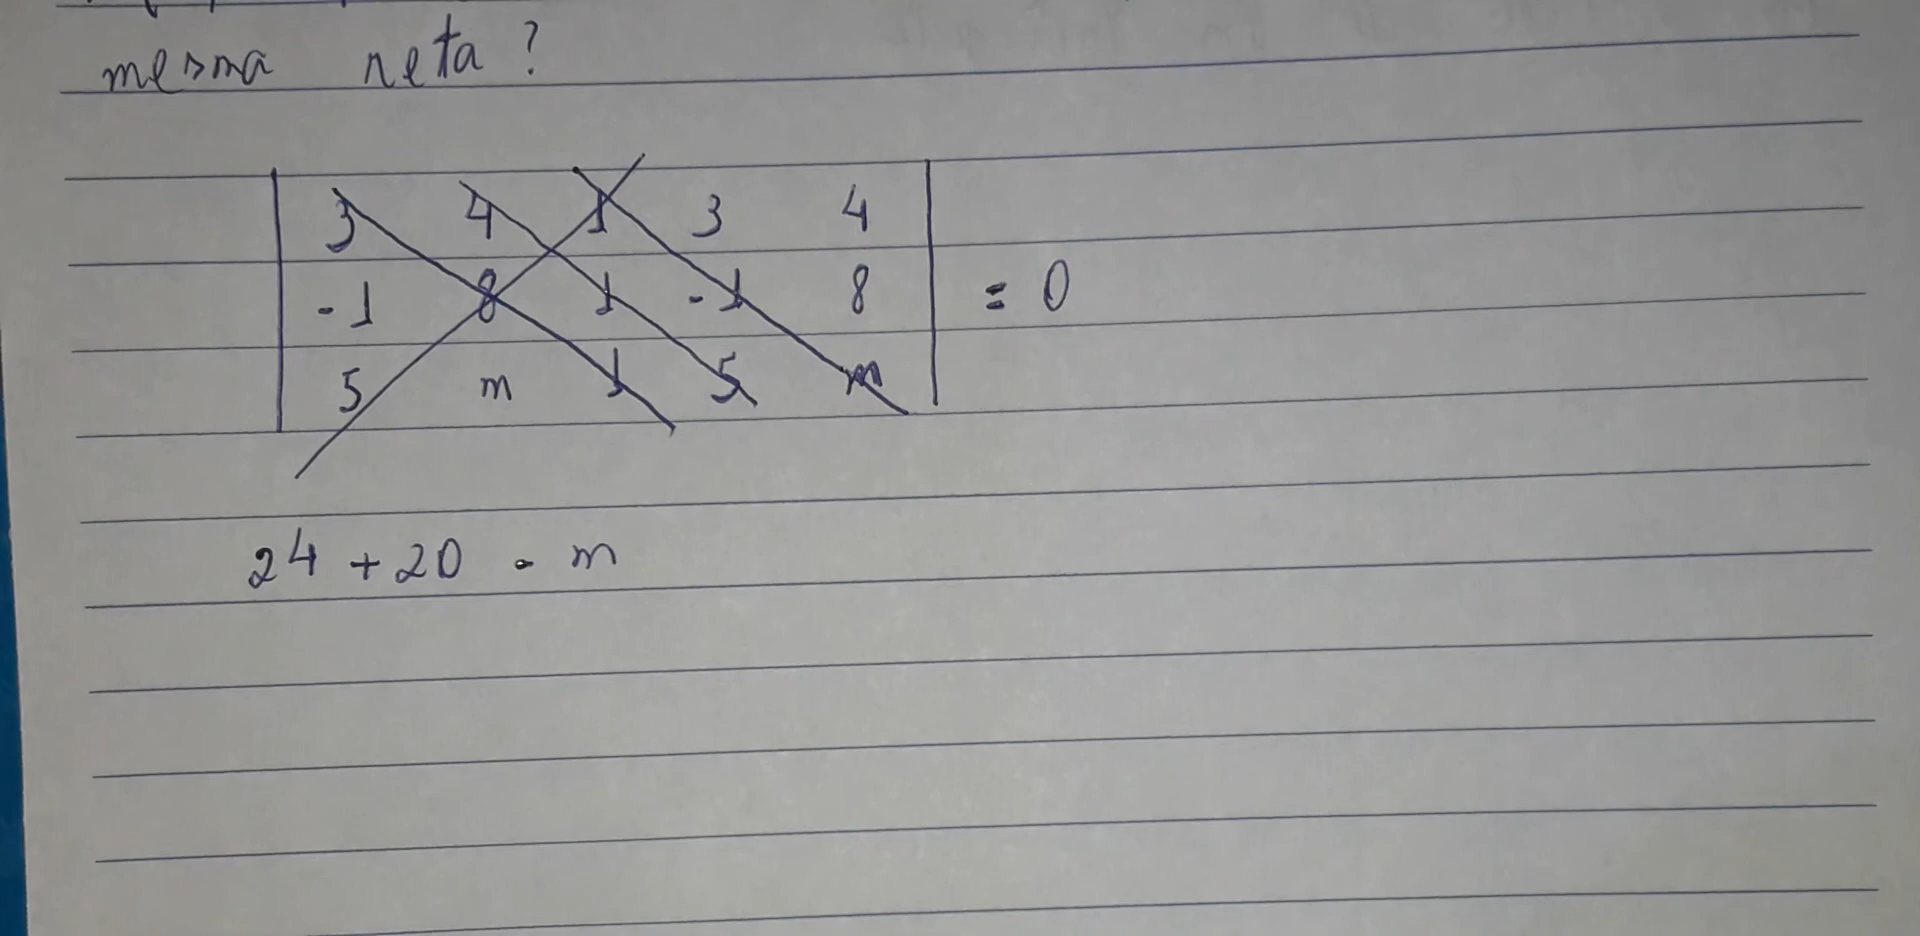 mesma reta?
3 4 1 3 4
-1 8 1 -1 8 = 0
5 m 1 5 m
24 + 20 - m